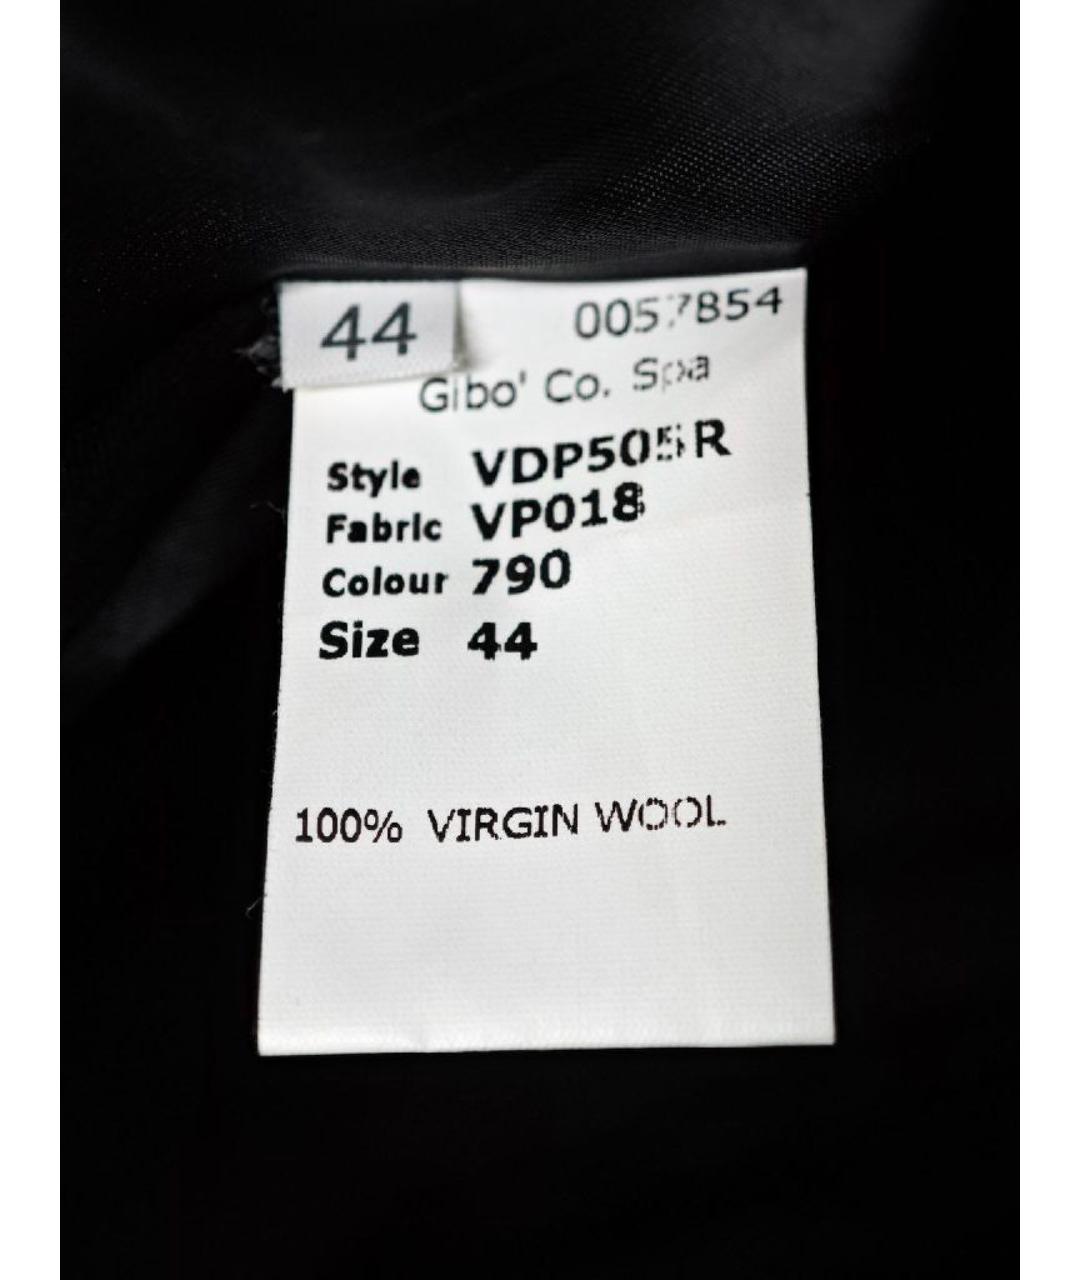 44
0057854
Gibo' Co. Spa
Style VDP505R
Fabric VP018
Colour 790
Size 44
100% VIRGIN WOOL